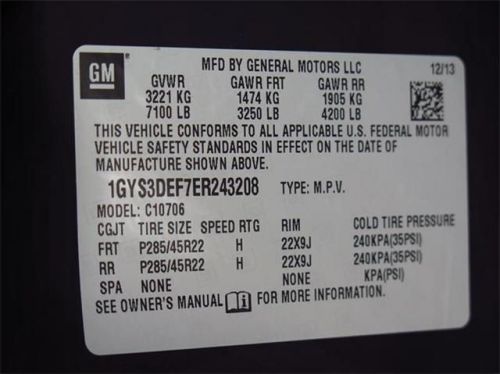 GM
MFD BY GENERAL MOTORS LLC 12/13
GVWR GAWR FRT GAWR RR
3221 KG 1474 KG 1905 KG
7100 LB 3250 LB 4200 LB
THIS VEHICLE CONFORMS TO ALL APPLICABLE U.S. FEDERAL MOTOR
VEHICLE SAFETY STANDARDS IN EFFECT ON THE DATE OF
MANUFACTURE SHOWN ABOVE.
1GYS3DEF7ER243208 TYPE: M.P.V.
MODEL: C10706
CGJT TIRE SIZE SPEED RTG RIM COLD TIRE PRESSURE
FRT P285/45R22 H 22X9J 240KPA(35PSI)
RR P285/45R22 H 22X9J 240KPA(35PSI)
SPA NONE NONE KPA(PSI)
SEE OWNER'S MANUAL FOR MORE INFORMATION.